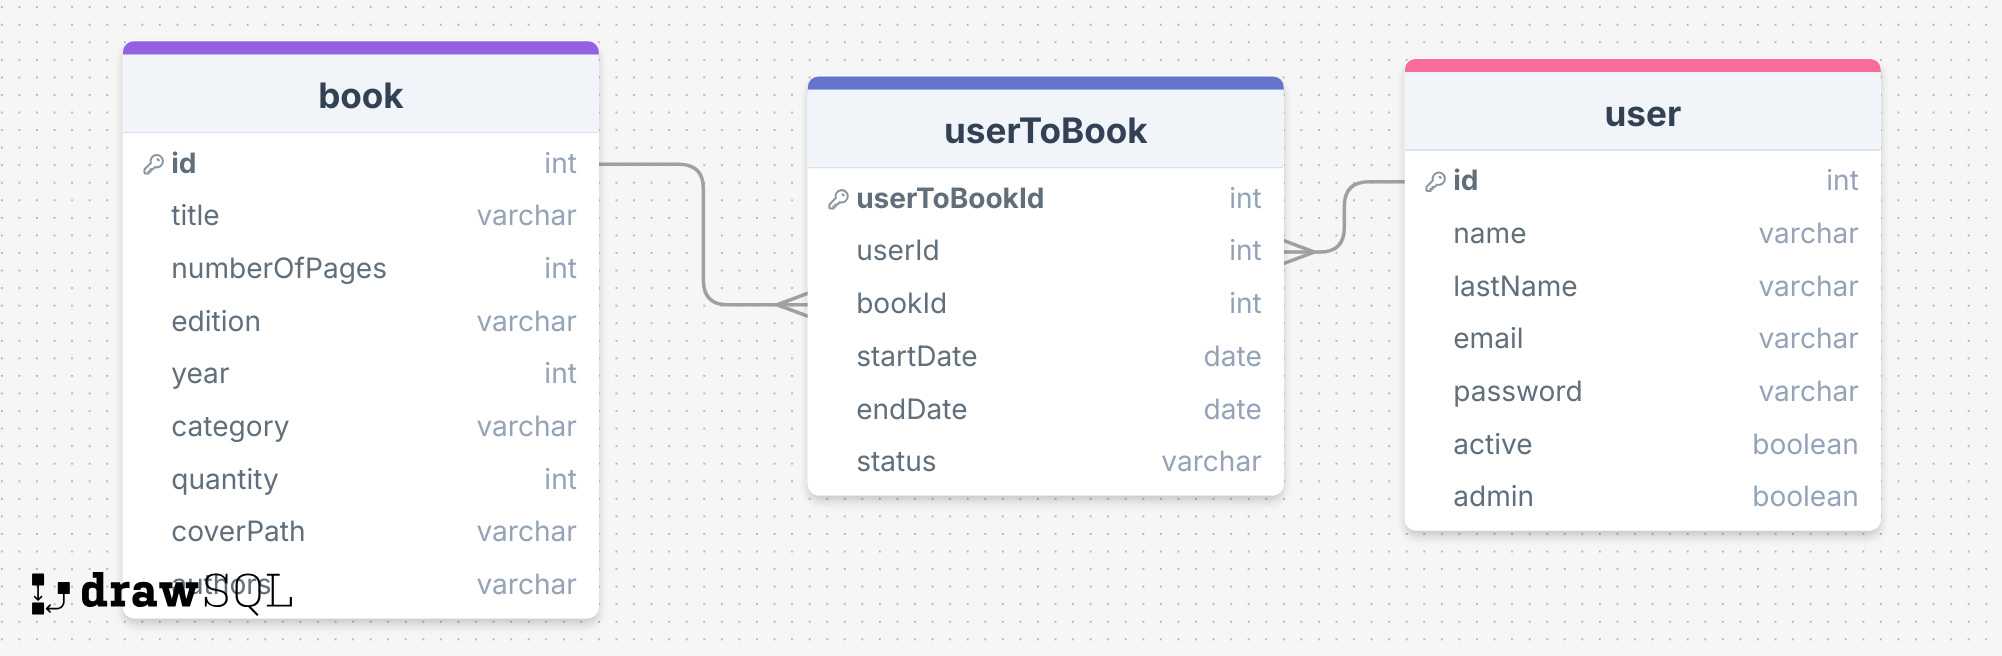 book
id int
title varchar
numberOfPages int
edition varchar
year int
category varchar
quantity int
coverPath varchar
authors varchar
userToBook
userToBookId int
userId int
bookId int
startDate date
endDate date
status varchar
user
id int
name varchar
lastName varchar
email varchar
password varchar
active boolean
admin boolean
drawSQL